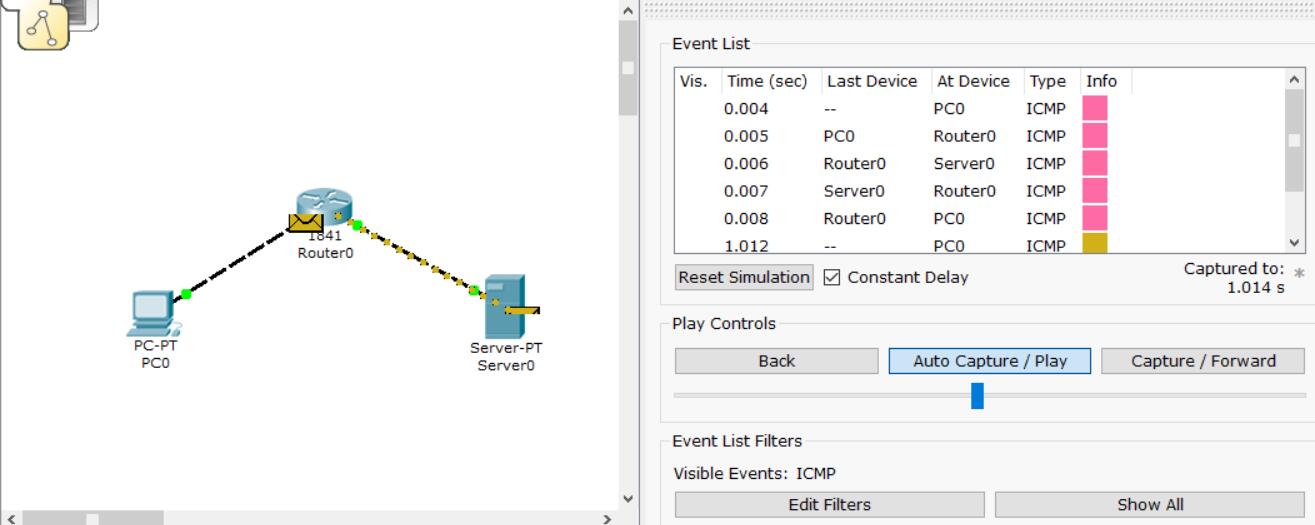 1841
Router0
PC-PT
PC0
Server-PT
Server0
Event List
Vis. Time (sec) Last Device At Device Type Info
0.004 -- PC0 ICMP
0.005 PC0 Router0 ICMP
0.006 Router0 Server0 ICMP
0.007 Server0 Router0 ICMP
0.008 Router0 PC0 ICMP
1.012 -- PC0 ICMP
Reset Simulation Constant Delay
Captured to: *
1.014 s
Play Controls
Back Auto Capture / Play Capture / Forward
Event List Filters
Visible Events: ICMP
Edit Filters Show All